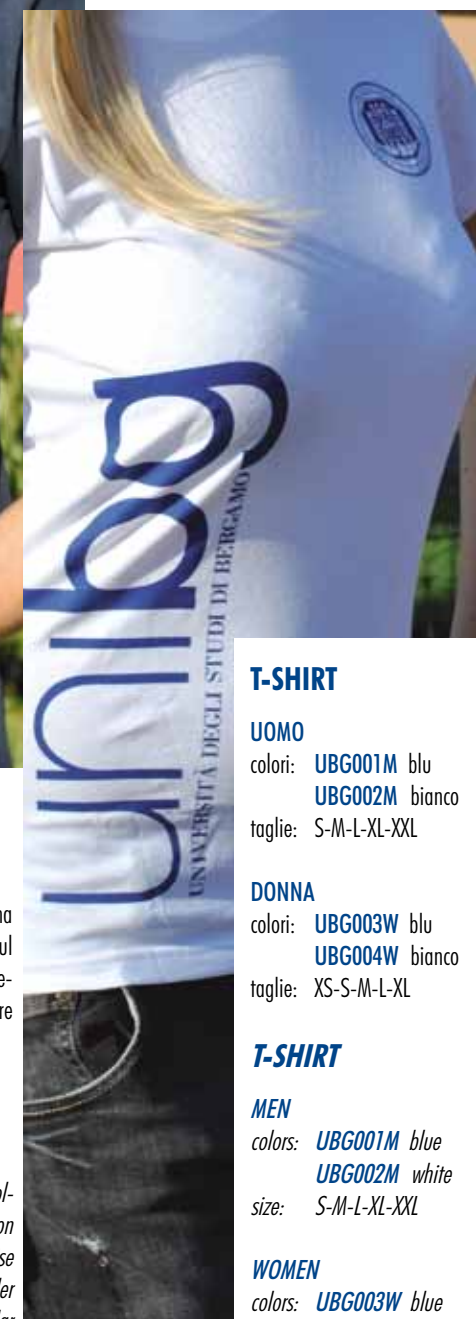 unibg
UNIVERSITÀ DEGLI STUDI DI BERGAMO
T-SHIRT
UOMO
colori: UBG001M blu
UBG002M bianco
taglie: S-M-L-XL-XXL
DONNA
colori: UBG003W blu
UBG004W bianco
taglie: XS-S-M-L-XL
T-SHIRT
MEN
colors: UBG001M blue
UBG002M white
size: S-M-L-XL-XXL
WOMEN
colors: UBG003W blue